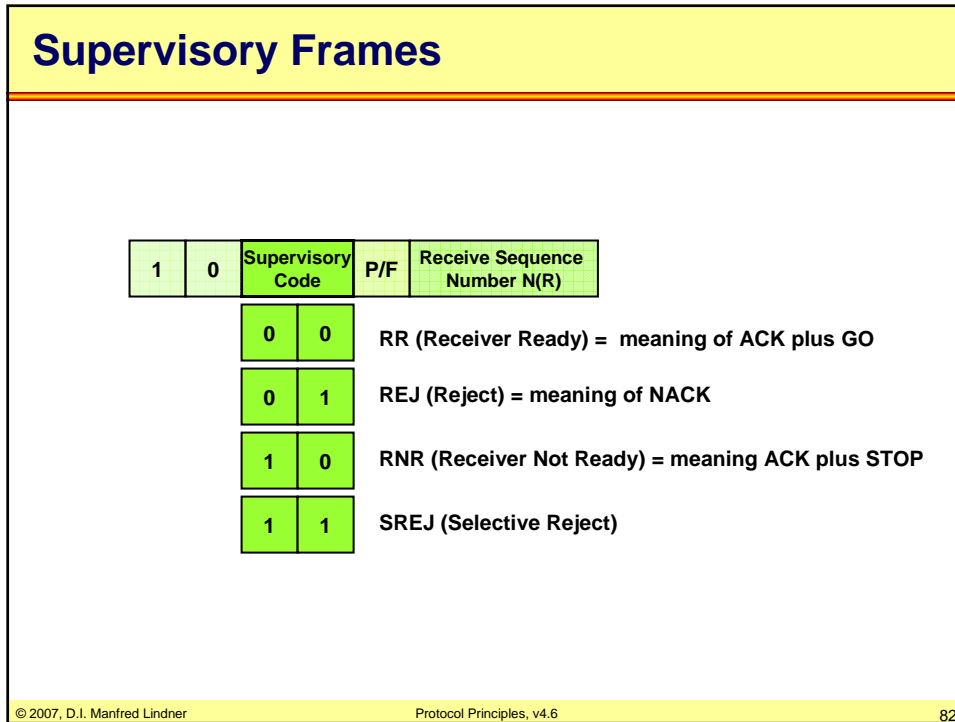 Supervisory Frames
1 0 Supervisory Code P/F Receive Sequence Number N(R)
0 0 RR (Receiver Ready) = meaning of ACK plus GO
0 1 REJ (Reject) = meaning of NACK
1 0 RNR (Receiver Not Ready) = meaning ACK plus STOP
1 1 SREJ (Selective Reject)
© 2007, D.I. Manfred Lindner Protocol Principles, v4.6 82